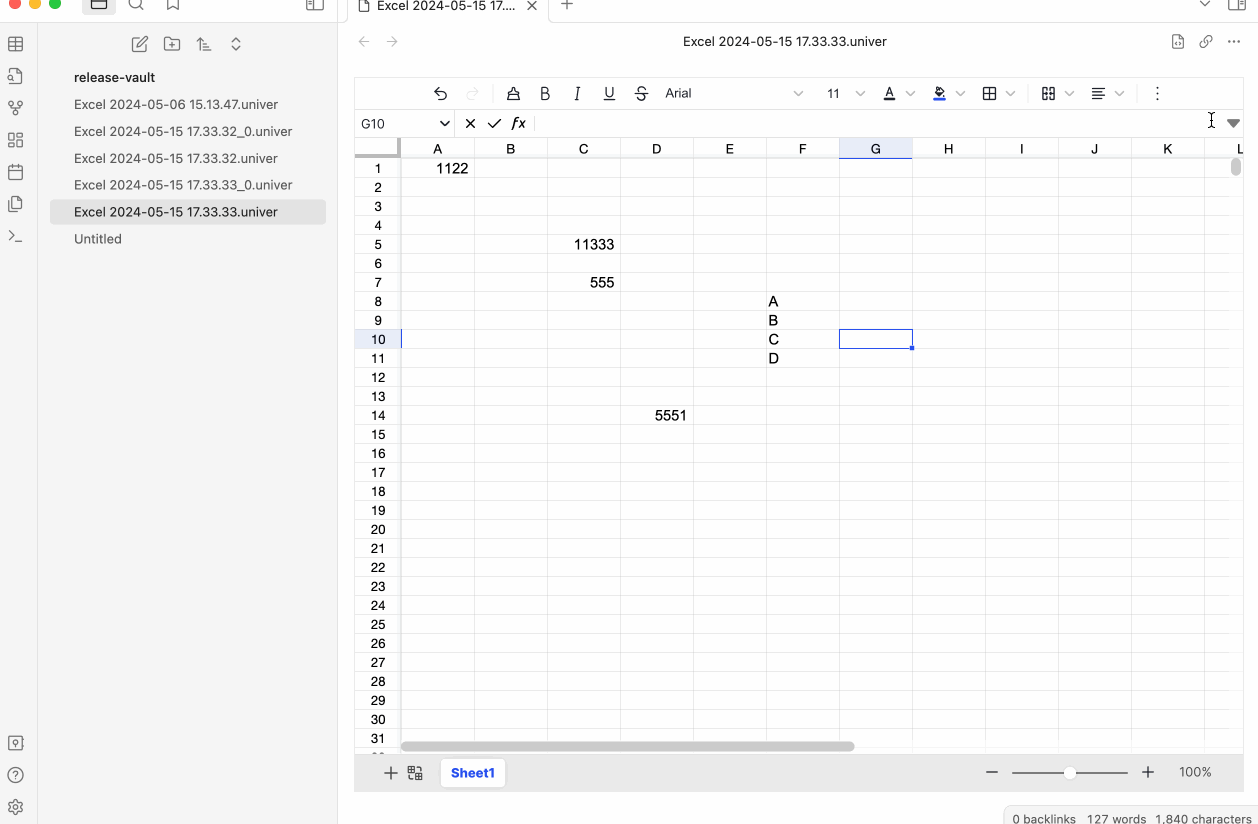 Excel 2024-05-15 17....
Excel 2024-05-15 17.33.33.univer
release-vault
Excel 2024-05-06 15.13.47.univer
Excel 2024-05-15 17.33.32_0.univer
Excel 2024-05-15 17.33.32.univer
Excel 2024-05-15 17.33.33_0.univer
Excel 2024-05-15 17.33.33.univer
Untitled
B I U S Arial 11 A
G10 fx
A B C D E F G H I J K L
1 1122
2
3
4
5 11333
6
7 555
8 A
9 B
10 C
11 D
12
13
14 5551
15
16
17
18
19
20
21
22
23
24
25
26
27
28
29
30
31
Sheet1 100%
0 backlinks 127 words 1,840 characters